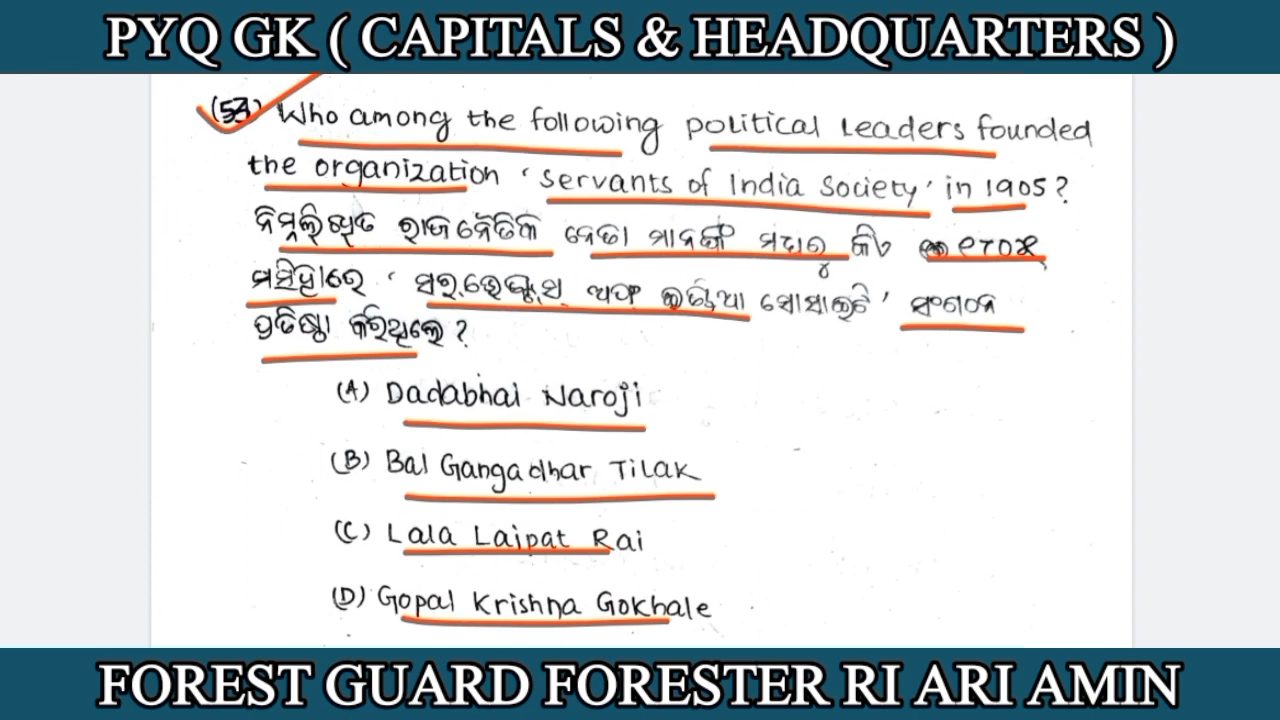 PYQ GK ( CAPITALS & HEADQUARTERS )
(53) Who among the following political leaders founded
the organization ‘servants of India Society’ in 1905?
ନିମ୍ନଲିଖିତ ରାଜନୈତିକ ନେତା ମାନଙ୍କ ମଧ୍ୟରୁ କିଏ ୧୯୦୫
ମସିହାରେ ‘ସରଭେଣ୍ଟସ୍ ଅଫ୍ ଇଣ୍ଡିଆ ସୋସାଇଟି’ ସଂଗଠନ
ପ୍ରତିଷ୍ଠା କରିଥିଲେ?
(A) Dadabhai Naroji
(B) Bal Gangadhar Tilak
(C) Lala Lajpat Rai
(D) Gopal Krishna Gokhale
FOREST GUARD FORESTER RI ARI AMIN